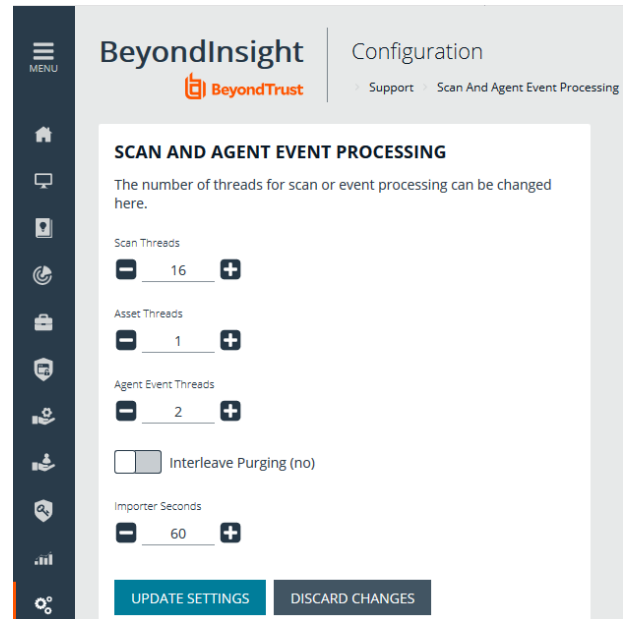 MENU
BeyondInsight
BeyondTrust
Configuration
Support
Scan And Agent Event Processing
SCAN AND AGENT EVENT PROCESSING
The number of threads for scan or event processing can be changed
here.
Scan Threads
16
Asset Threads
1
Agent Event Threads
2
Interleave Purging (no)
Importer Seconds
60
UPDATE SETTINGS
DISCARD CHANGES